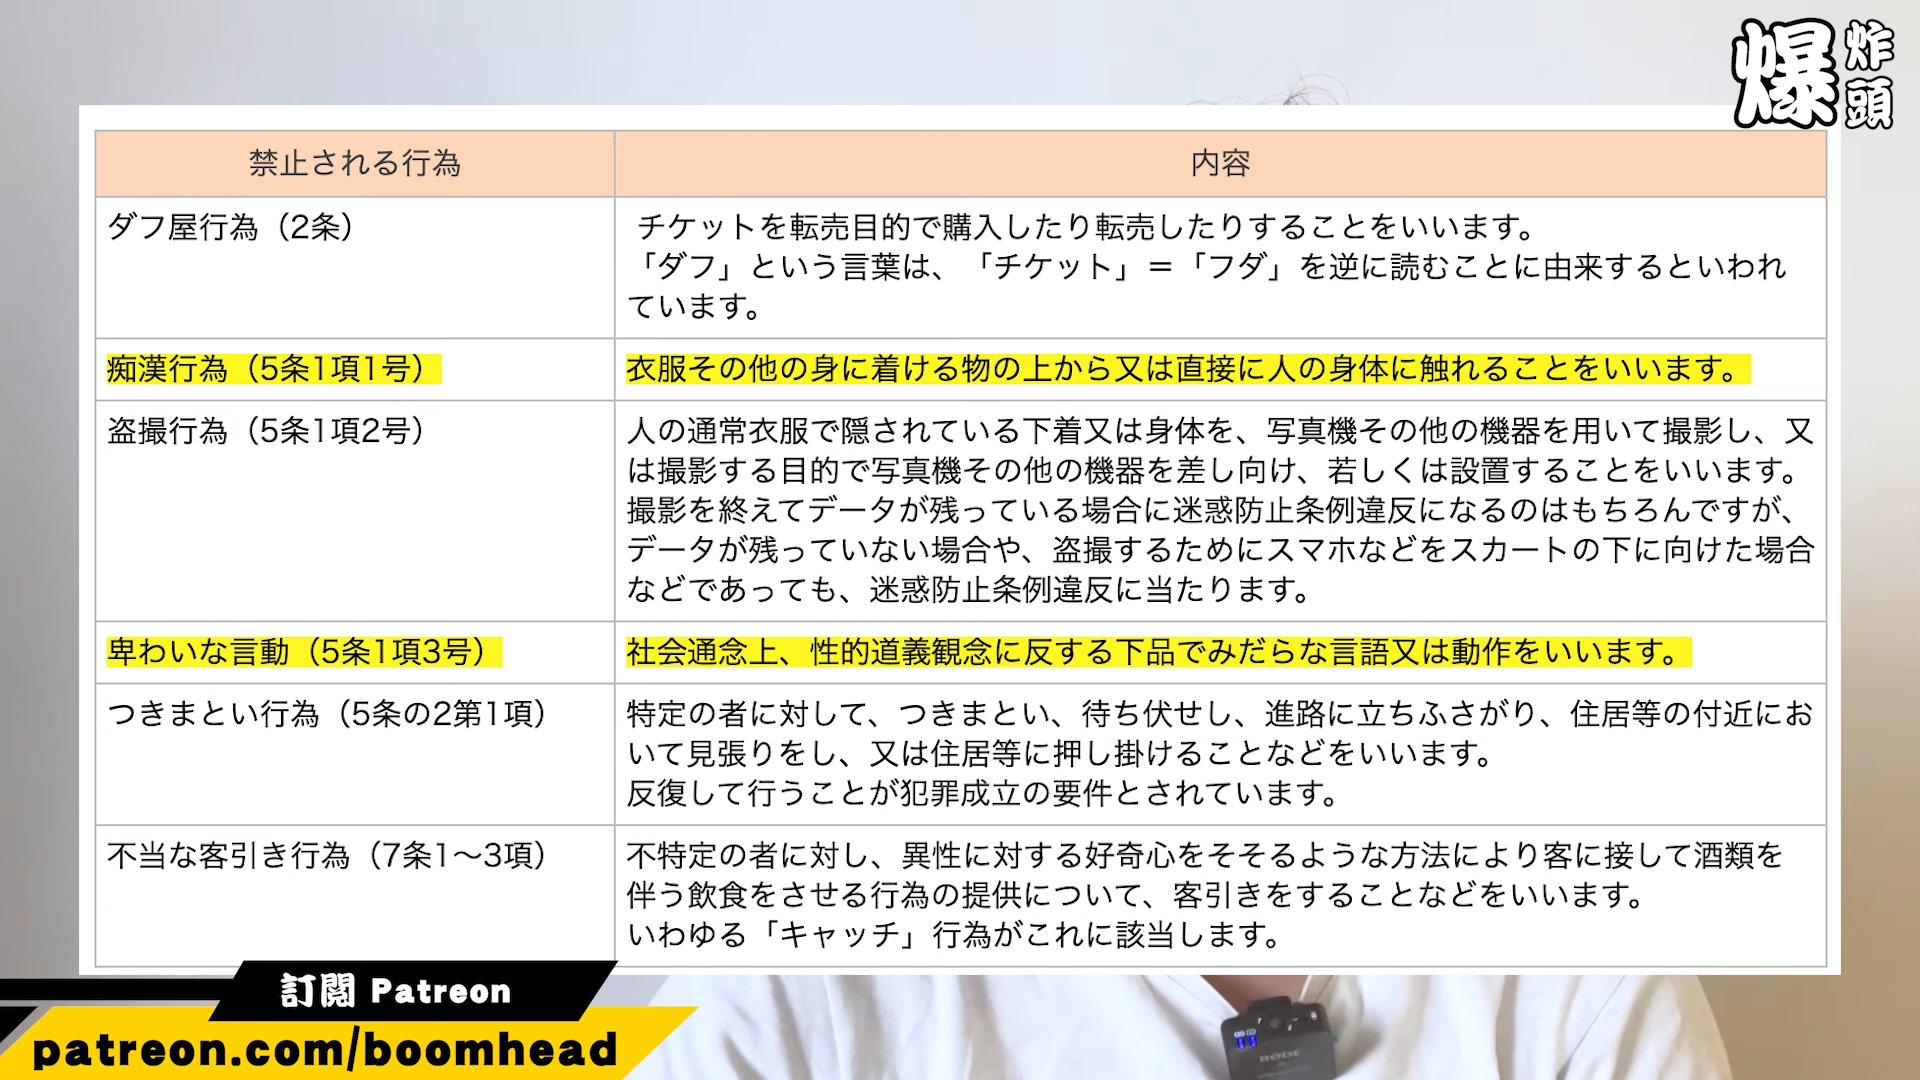 爆炸頭
禁止される行為
内容
ダフ屋行為（2条）
チケットを転売目的で購入したり転売したりすることをいいます。
「ダフ」という言葉は、「チケット」＝「フダ」を逆に読むことに由来するといわれ
ています。
痴漢行為（5条1項1号）
衣服その他の身に着ける物の上から又は直接に人の身体に触れることをいいます。
盗撮行為（5条1項2号）
人の通常衣服で隠されている下着又は身体を、写真機その他の機器を用いて撮影し、又
は撮影する目的で写真機その他の機器を差し向け、若しくは設置することをいいます。
撮影を終えてデータが残っている場合に迷惑防止条例違反になるのはもちろんですが、
データが残っていない場合や、盗撮するためにスマホなどをスカートの下に向けた場合
などであっても、迷惑防止条例違反に当たります。
卑わいな言動（5条1項3号）
社会通念上、性的道義観念に反する下品でみだらな言語又は動作をいいます。
つきまとい行為（5条の2第1項）
特定の者に対して、つきまとい、待ち伏せし、進路に立ちふさがり、住居等の付近にお
いて見張りをし、又は住居等に押し掛けることなどをいいます。
反復して行うことが犯罪成立の要件とされています。
不当な客引き行為（7条1〜3項）
不特定の者に対し、異性に対する好奇心をそそるような方法により客に接して酒類を
伴う飲食をさせる行為の提供について、客引きをすることなどをいいます。
いわゆる「キャッチ」行為がこれに該当します。
訂閱 Patreon
patreon.com/boomhead
RØDE